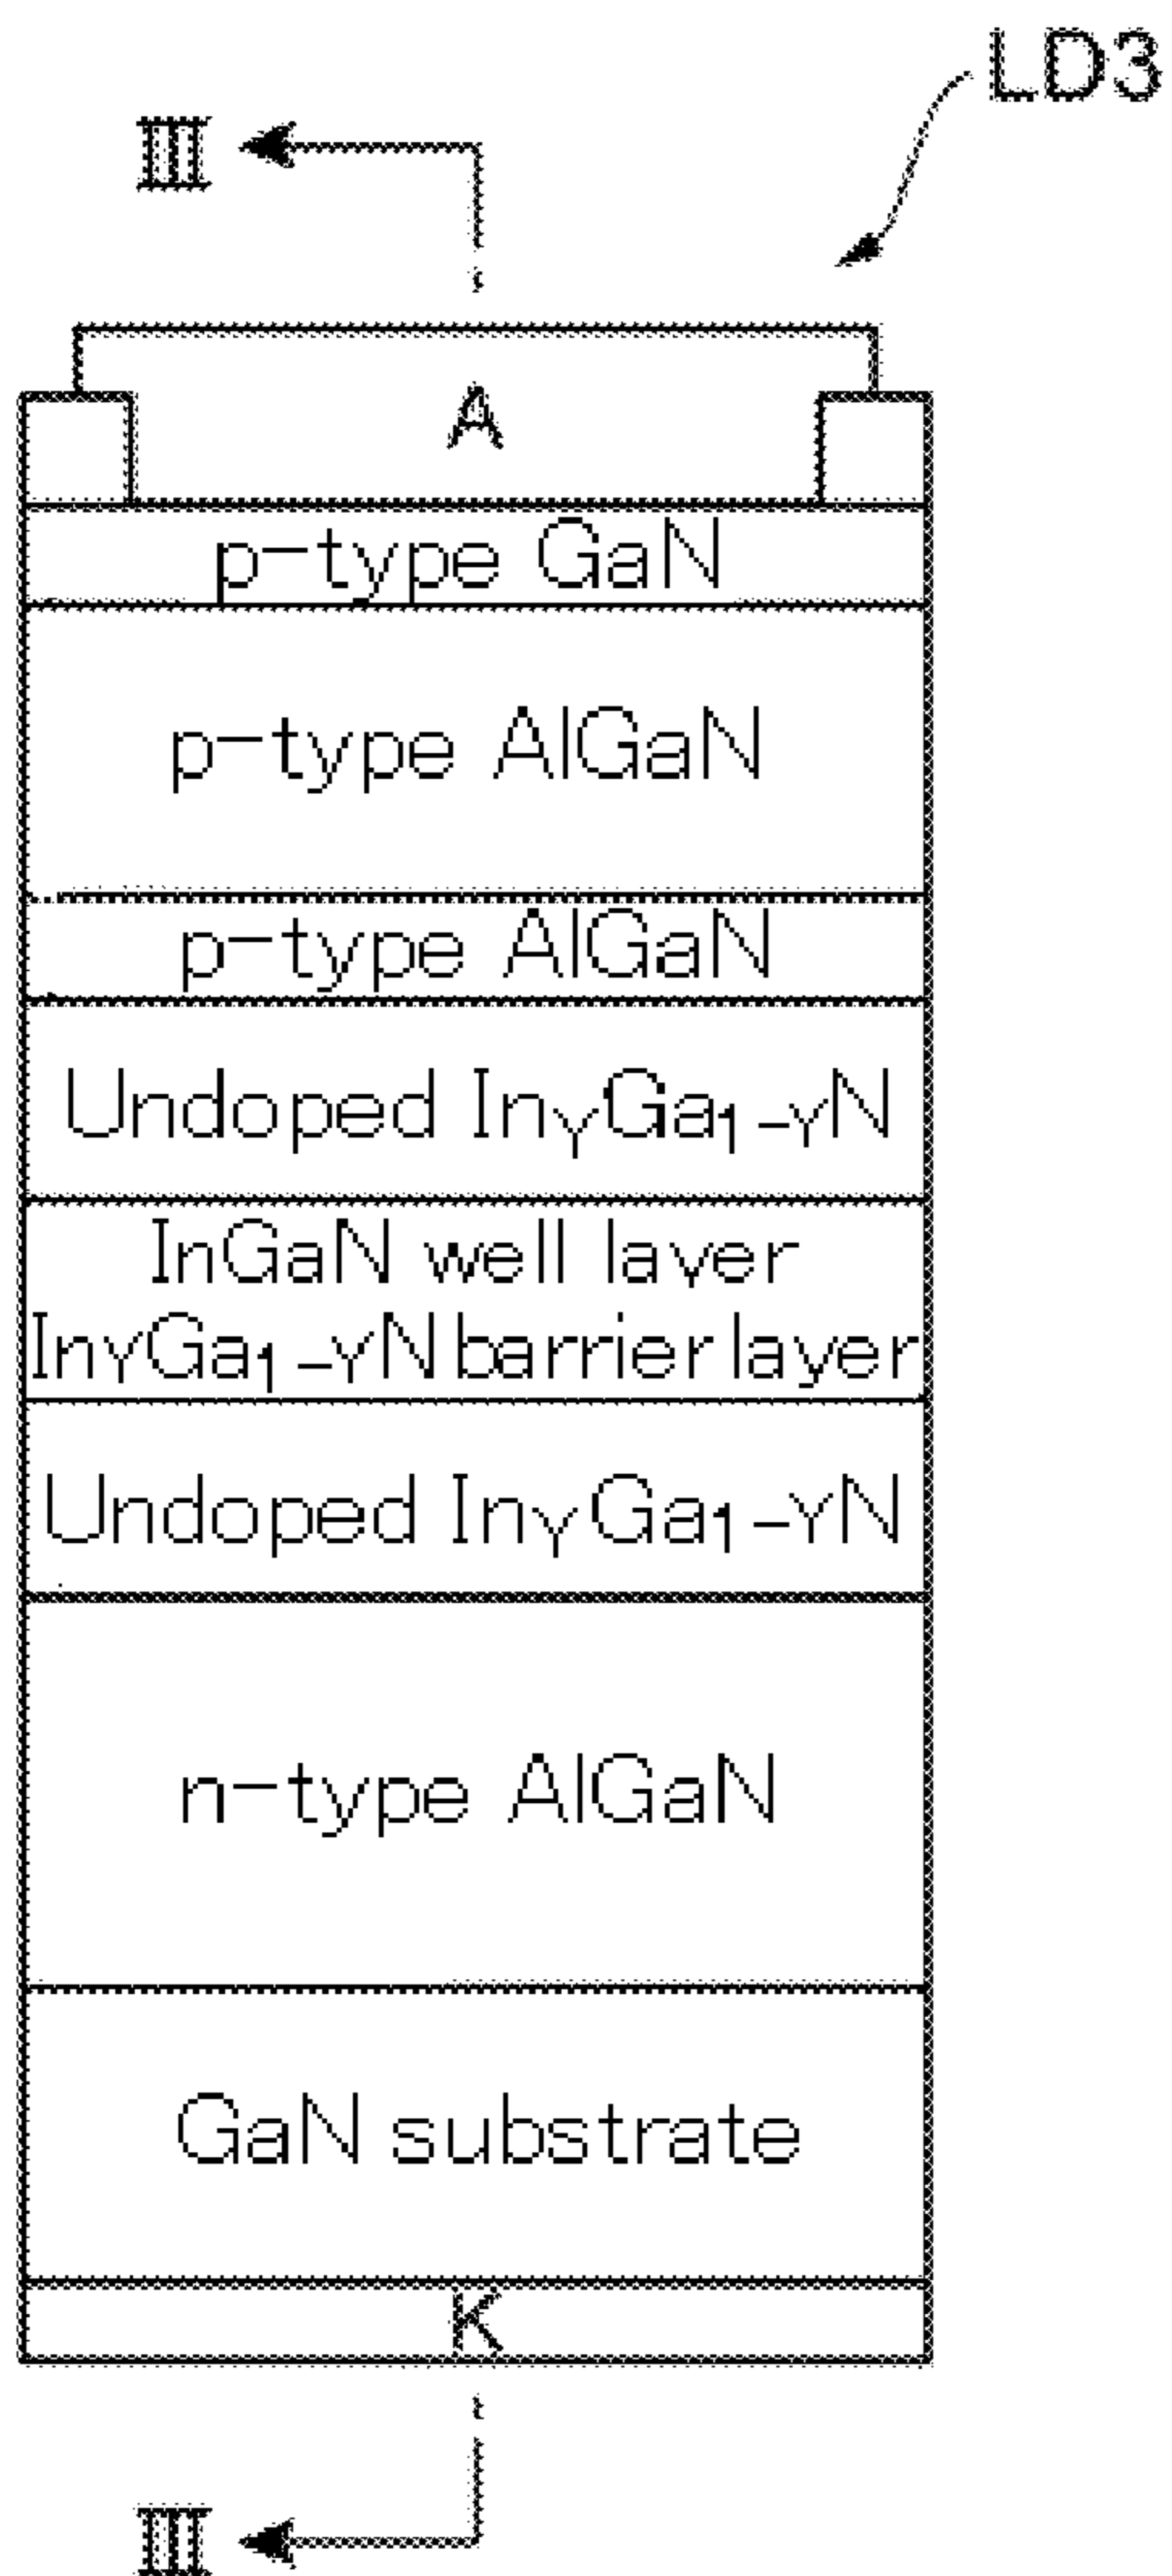 LD3
III
A
p-type GaN
p-type AlGaN
p-type AlGaN
Undoped InYGa1-YN
InGaN well layer
InYGa1-YN barrier layer
Undoped InYGa1-YN
n-type AlGaN
GaN substrate
K
III